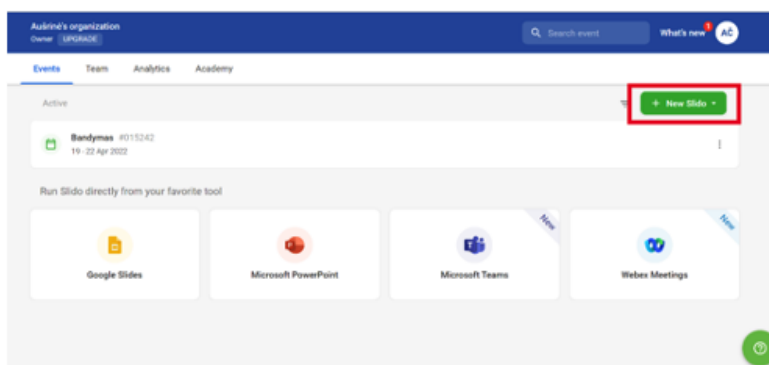 Aušrinė's organization
Owner UPGRADE
Search event
What's new
AČ
Events Team Analytics Academy
Active
+ New Slido
Bandymas #015242
19 - 22 Apr 2022
Run Slido directly from your favorite tool
Google Slides
Microsoft PowerPoint
New
Microsoft Teams
New
Webex Meetings